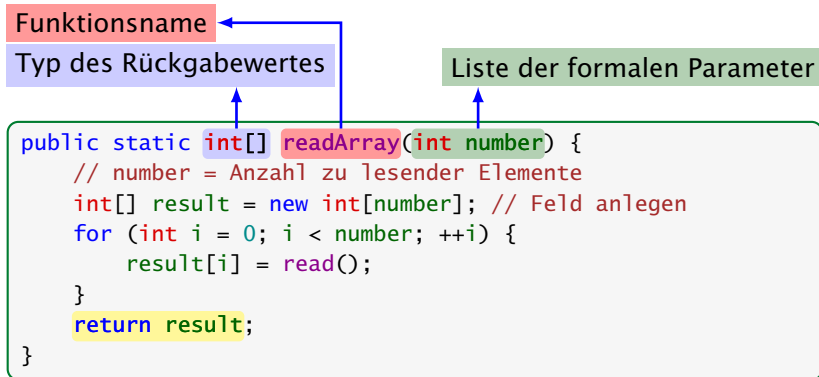 Funktionsname
Typ des Rückgabewertes
Liste der formalen Parameter
public static int[] readArray(int number) {
    // number = Anzahl zu lesender Elemente
    int[] result = new int[number]; // Feld anlegen
    for (int i = 0; i < number; ++i) {
        result[i] = read();
    }
    return result;
}